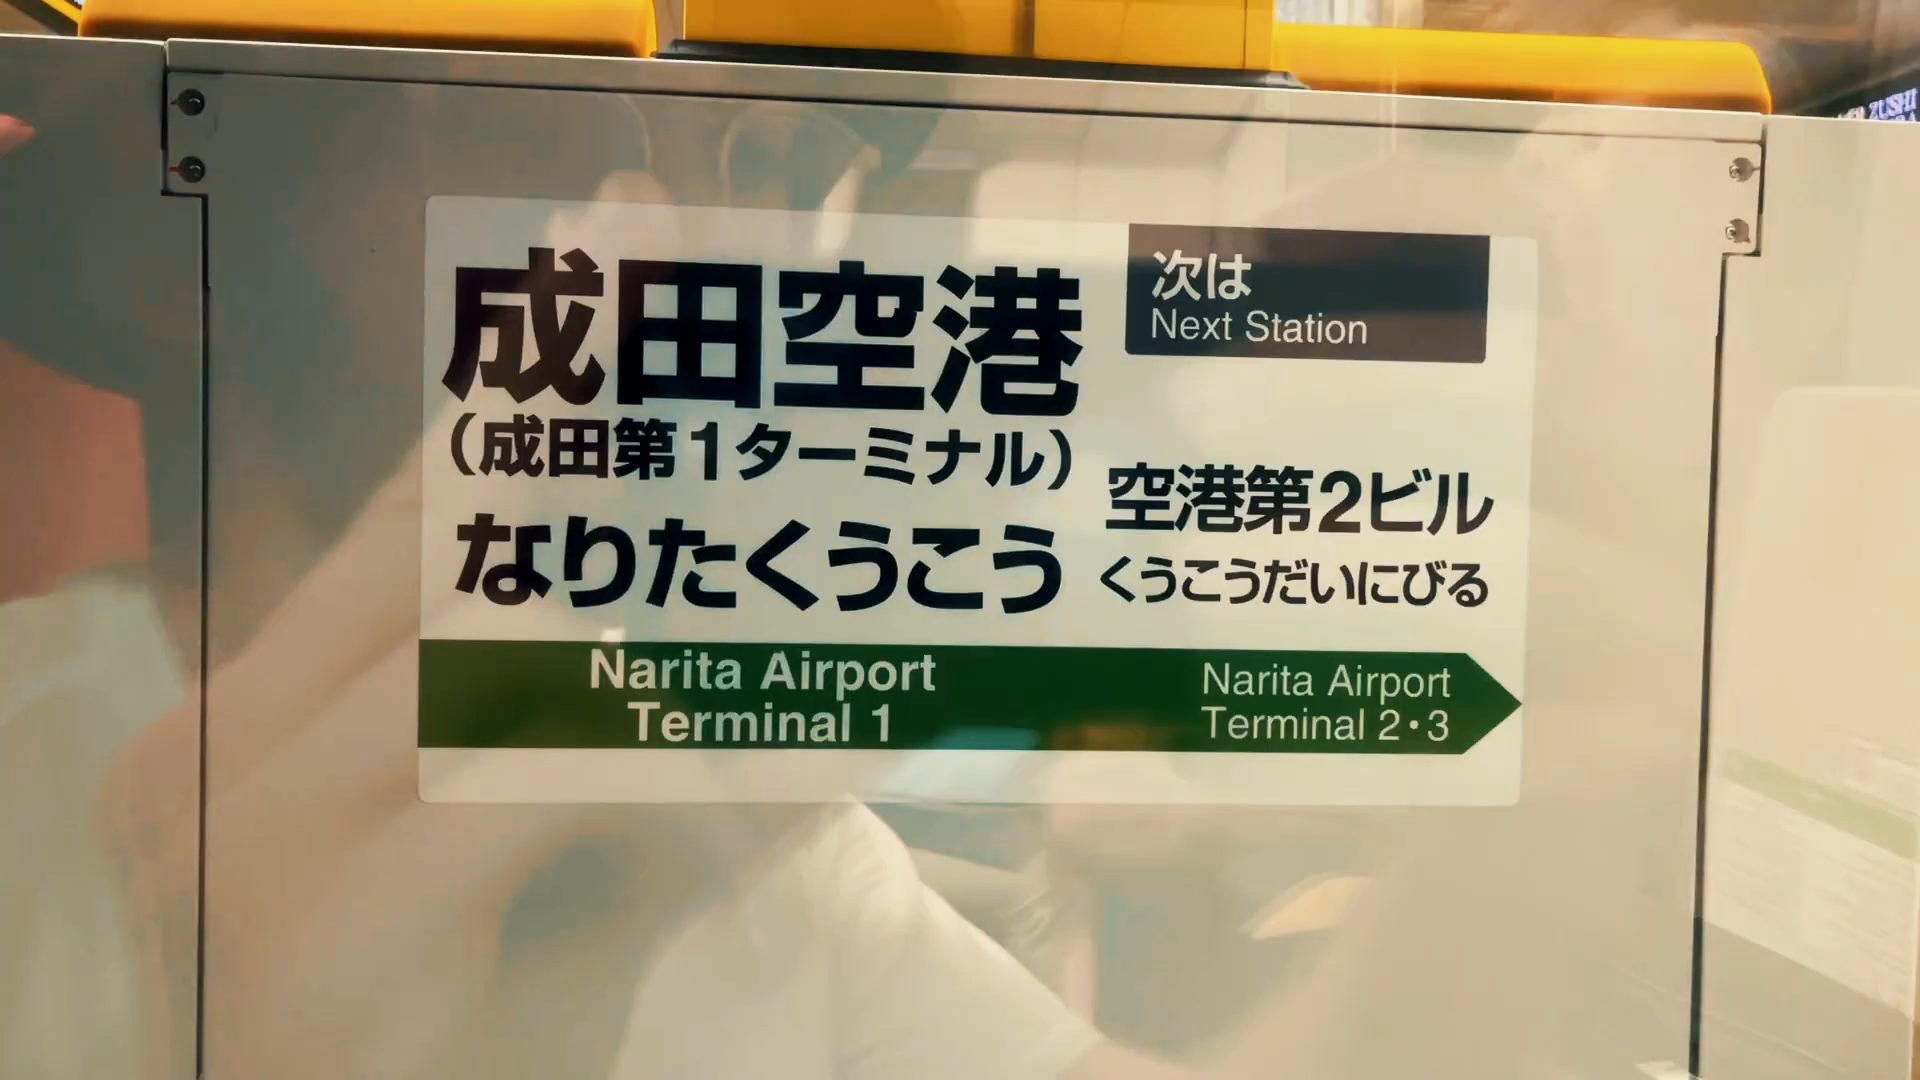 成田空港
（成田第1ターミナル）
なりたくうこう
Narita Airport
Terminal 1
次は
Next Station
空港第2ビル
くうこうだいにびる
Narita Airport
Terminal 2・3
ZUSHI